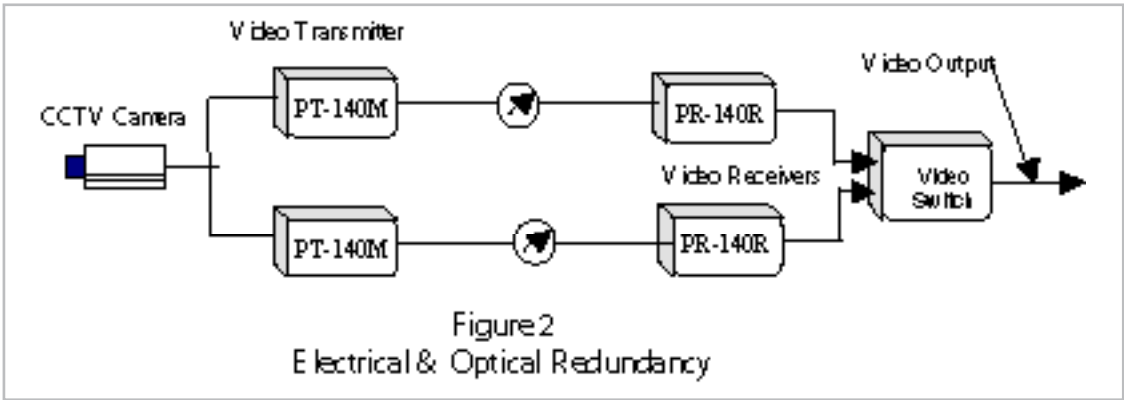 Video Transmitter
Video Output
PT-140M
PR-140R
CCTV Camera
Video Receivers
Video
Switch
PT-140M
PR-140R
Figure 2
Electrical & Optical Redundancy